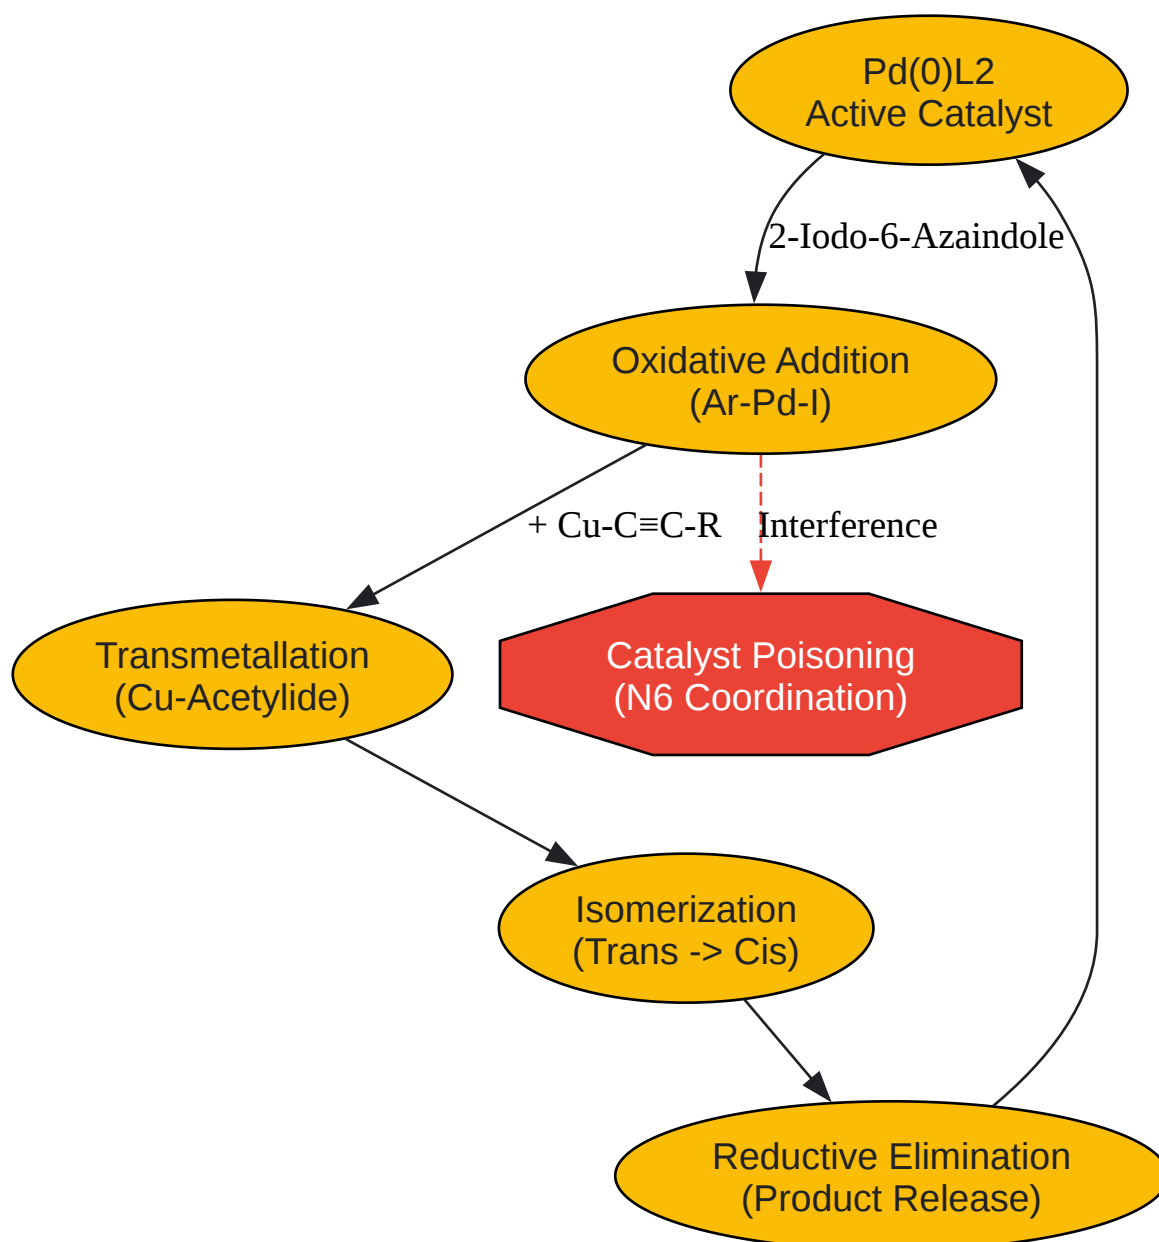 Pd(0)L2
Active Catalyst
2-Iodo-6-Azaindole
Oxidative Addition
(Ar-Pd-I)
+ Cu-C≡C-R
Interference
Transmetallation
(Cu-Acetylide)
Catalyst Poisoning
(N6 Coordination)
Isomerization
(Trans -> Cis)
Reductive Elimination
(Product Release)